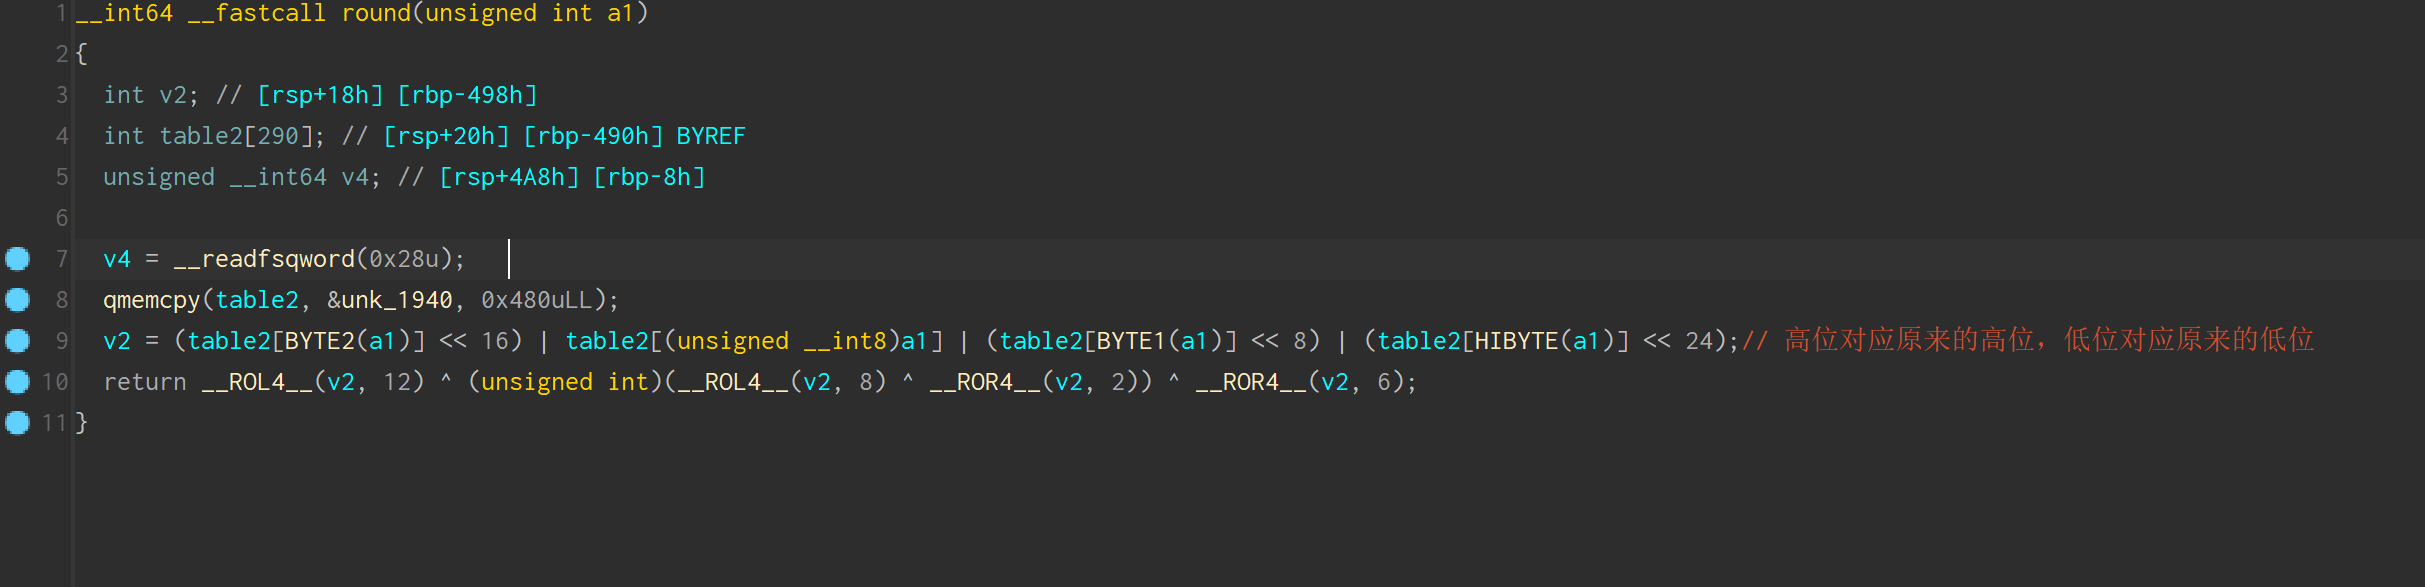 1 __int64 __fastcall round(unsigned int a1)
2 {
3   int v2; // [rsp+18h] [rbp-498h]
4   int table2[290]; // [rsp+20h] [rbp-490h] BYREF
5   unsigned __int64 v4; // [rsp+4A8h] [rbp-8h]
6
7   v4 = __readfsqword(0x28u);
8   qmemcpy(table2, &unk_1940, 0x480uLL);
9   v2 = (table2[BYTE2(a1)] << 16) | table2[(unsigned __int8)a1] | (table2[BYTE1(a1)] << 8) | (table2[HIBYTE(a1)] << 24);// 高位对应原来的高位，低位对应原来的低位
10   return __ROL4__(v2, 12) ^ (unsigned int)(__ROL4__(v2, 8) ^ __ROR4__(v2, 2)) ^ __ROR4__(v2, 6);
11 }